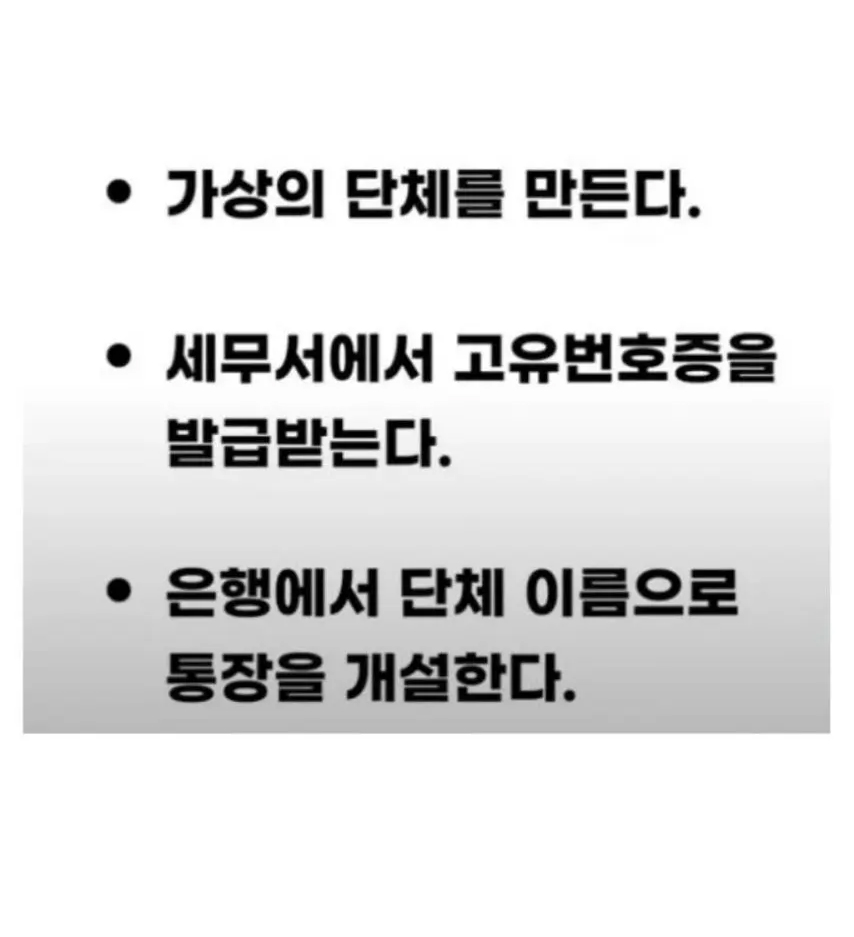 • 가상의 단체를 만든다.
• 세무서에서 고유번호증을
발급받는다.
• 은행에서 단체 이름으로
통장을 개설한다.